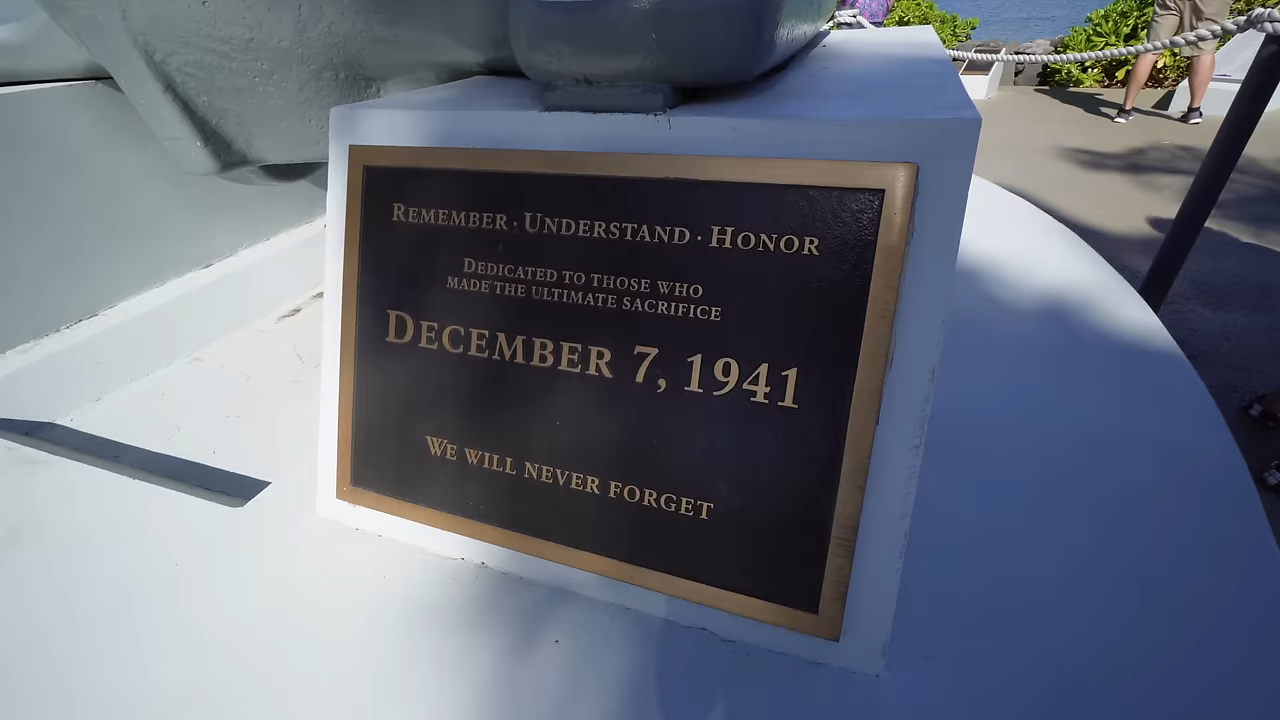 REMEMBER · UNDERSTAND · HONOR
DEDICATED TO THOSE WHO
MADE THE ULTIMATE SACRIFICE
DECEMBER 7, 1941
WE WILL NEVER FORGET